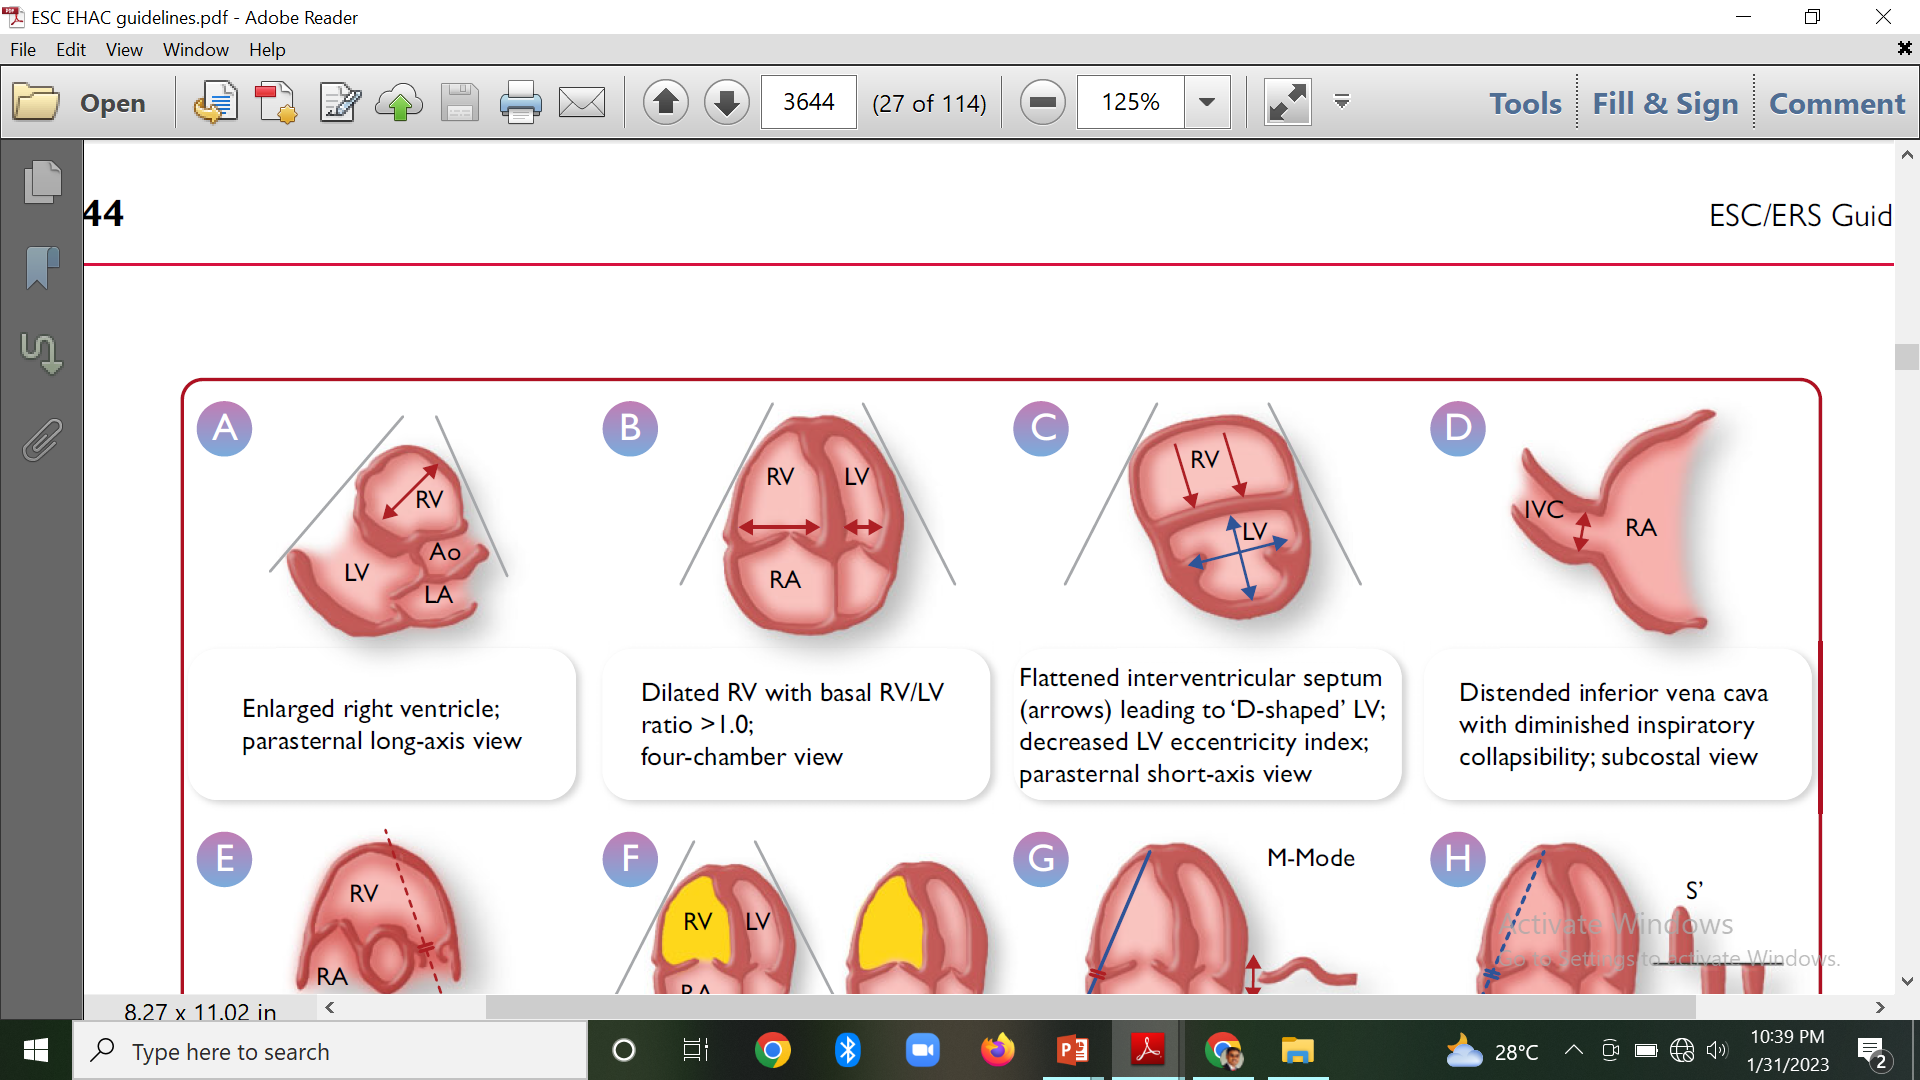 ESC EHAC guidelines.pdf - Adobe Reader
File Edit View Window Help
Open 3644 (27 of 114) 125% Tools Fill & Sign Comment
44 ESC/ERS Guid
A B C D
RV
LV
Ao
LA
RV LV
RA
RV
LV
IVC RA
Enlarged right ventricle;
parasternal long-axis view
Dilated RV with basal RV/LV
ratio >1.0;
four-chamber view
Flattened interventricular septum
(arrows) leading to ‘D-shaped’ LV;
decreased LV eccentricity index;
parasternal short-axis view
Distended inferior vena cava
with diminished inspiratory
collapsibility; subcostal view
E F G H
RV
RA
RV LV
RA
M-Mode
S’
Activate Windows
Go to Settings to activate Windows.
8.27 x 11.02 in
Type here to search
28°C
10:39 PM
1/31/2023
2